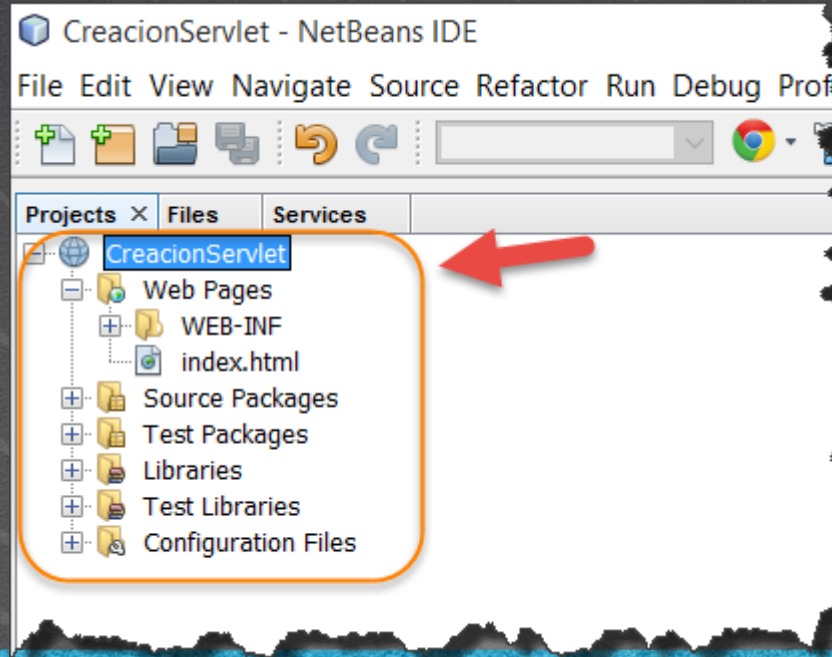 CreacionServlet - NetBeans IDE
File Edit View Navigate Source Refactor Run Debug Prof
Projects × Files Services
CreacionServlet
Web Pages
WEB-INF
index.html
Source Packages
Test Packages
Libraries
Test Libraries
Configuration Files